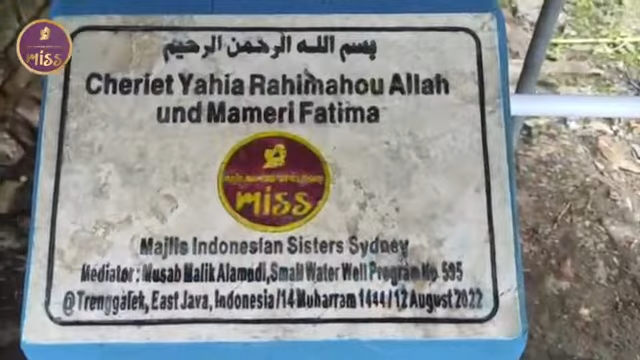 miss
بسم الله الرحمن الرحيم
Cheriet Yahia Rahimahou Allah
und Mameri Fatima
miss
Majlis Indonesian Sisters Sydney
Mediator : Musab Malik Alamudi, Small Water Well Program No 595
@Trenggalek, East Java, Indonesia/14 Muharram 1444/12 August 2022